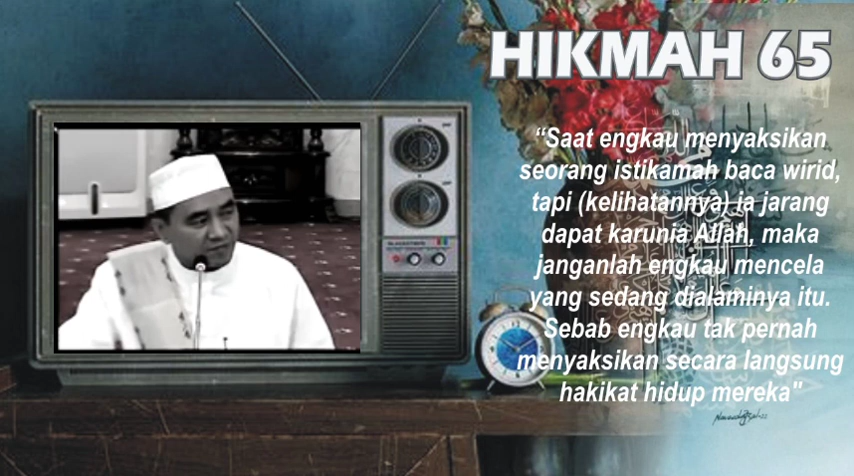 HIKMAH 65
“Saat engkau menyaksikan
seorang istikamah baca wirid,
tapi (kelihatannya) ia jarang
dapat karunia Allah, maka
janganlah engkau mencela
yang sedang dialaminya itu.
Sebab engkau tak pernah
menyaksikan secara langsung
hakikat hidup mereka"